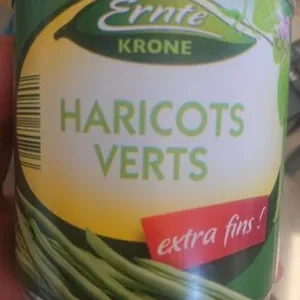 Ernte
KRONE
HARICOTS
VERTS
extra fins!